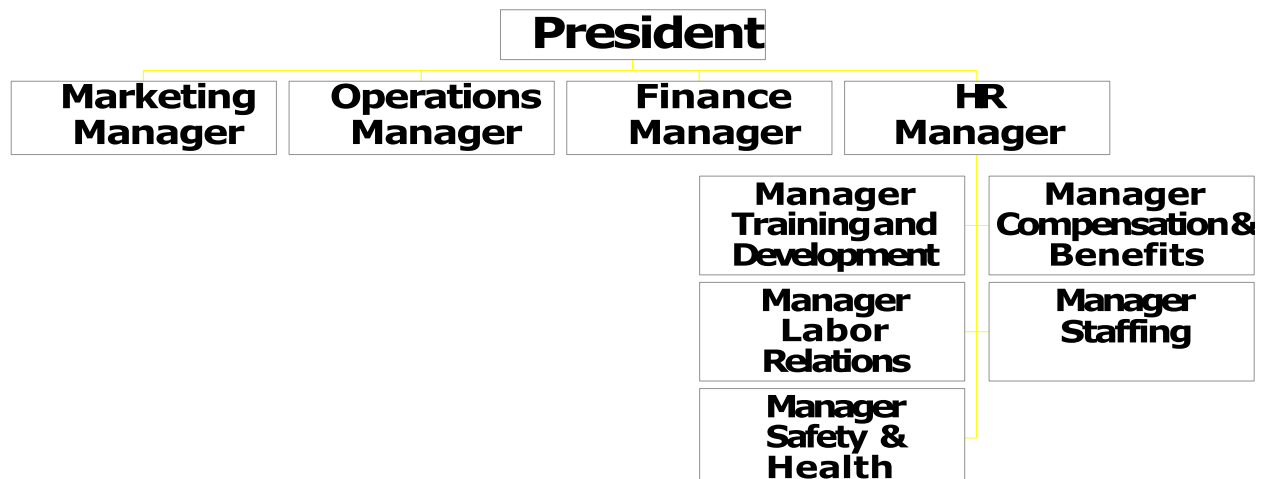 President
Marketing
Manager
Operations
Manager
Finance
Manager
HR
Manager
Manager
Training and
Development
Manager
Compensation &
Benefits
Manager
Labor
Relations
Manager
Staffing
Manager
Safety &
Health